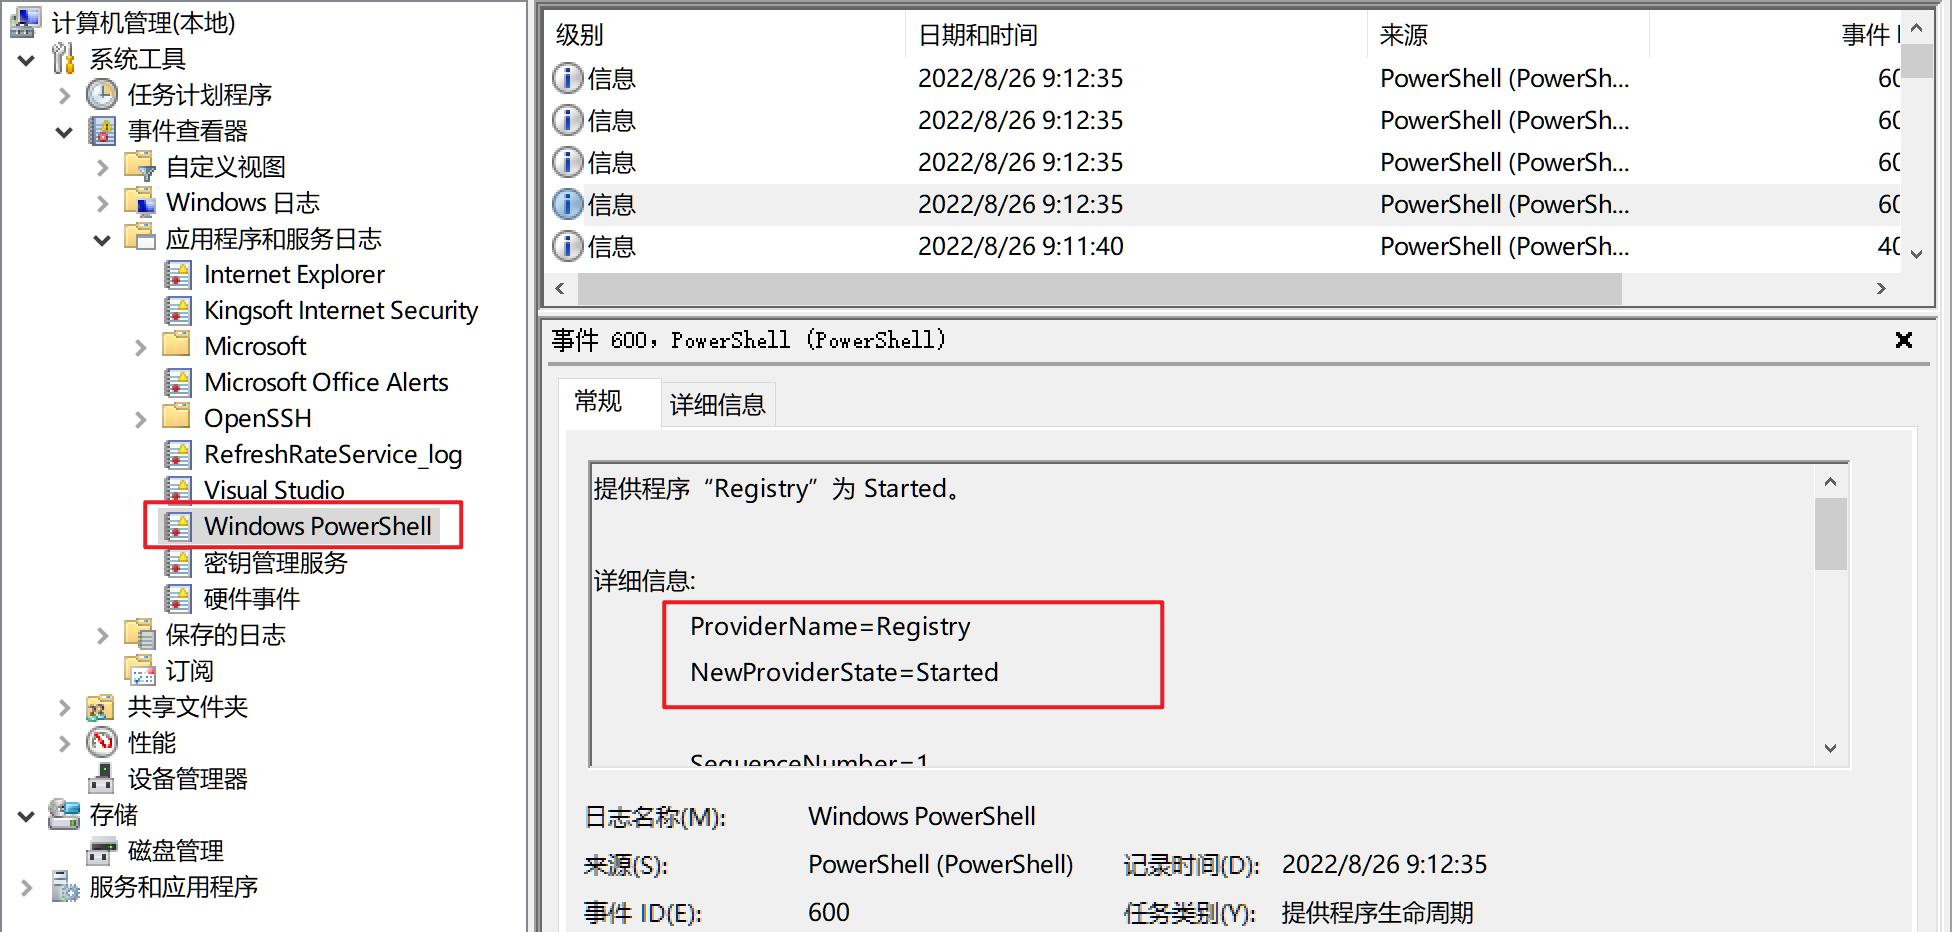 计算机管理(本地)
系统工具
任务计划程序
事件查看器
自定义视图
Windows 日志
应用程序和服务日志
Internet Explorer
Kingsoft Internet Security
Microsoft
Microsoft Office Alerts
OpenSSH
RefreshRateService_log
Visual Studio
Windows PowerShell
密钥管理服务
硬件事件
保存的日志
订阅
共享文件夹
性能
设备管理器
存储
磁盘管理
服务和应用程序
级别 日期和时间 来源 事件 I
信息 2022/8/26 9:12:35 PowerShell (PowerSh... 60
信息 2022/8/26 9:12:35 PowerShell (PowerSh... 60
信息 2022/8/26 9:12:35 PowerShell (PowerSh... 60
信息 2022/8/26 9:12:35 PowerShell (PowerSh... 60
信息 2022/8/26 9:11:40 PowerShell (PowerSh... 40
事件 600，PowerShell (PowerShell)
常规 详细信息
提供程序“Registry”为 Started。
详细信息:
ProviderName=Registry
NewProviderState=Started
SequenceNumber=1
日志名称(M): Windows PowerShell
来源(S): PowerShell (PowerShell) 记录时间(D): 2022/8/26 9:12:35
事件 ID(E): 600 任务类别(Y): 提供程序生命周期